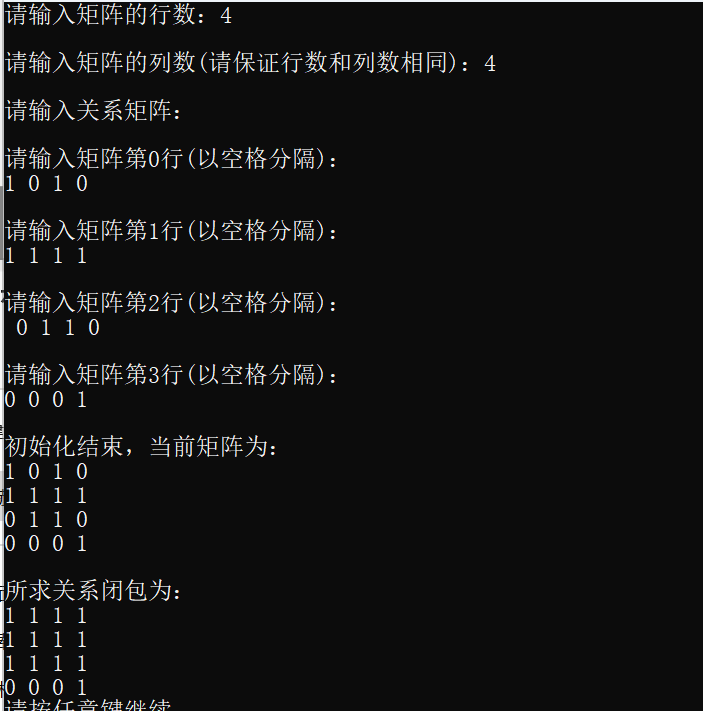 请输入矩阵的行数：4
请输入矩阵的列数(请保证行数和列数相同)：4
请输入关系矩阵：
请输入矩阵第0行(以空格分隔)：
1 0 1 0
请输入矩阵第1行(以空格分隔)：
1 1 1 1
请输入矩阵第2行(以空格分隔)：
0 1 1 0
请输入矩阵第3行(以空格分隔)：
0 0 0 1
初始化结束，当前矩阵为：
1 0 1 0
1 1 1 1
0 1 1 0
0 0 0 1
所求关系闭包为：
1 1 1 1
1 1 1 1
1 1 1 1
0 0 0 1
请按任意键继续